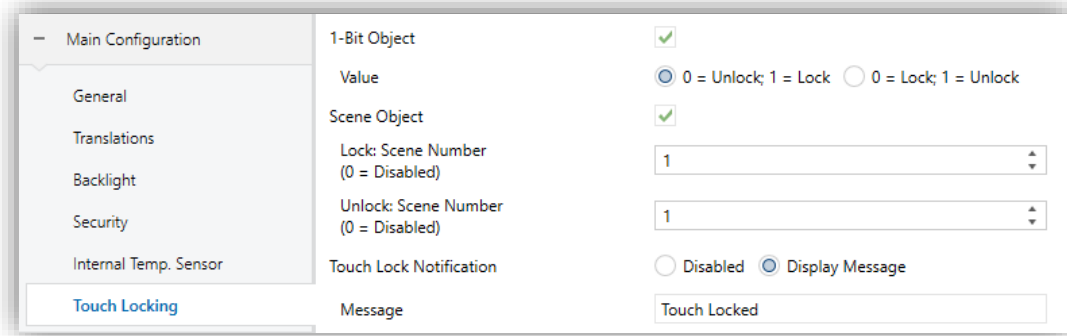 Main Configuration
General
Translations
Backlight
Security
Internal Temp. Sensor
Touch Locking
1-Bit Object
Value 0 = Unlock; 1 = Lock 0 = Lock; 1 = Unlock
Scene Object
Lock: Scene Number
(0 = Disabled)
1
Unlock: Scene Number
(0 = Disabled)
1
Touch Lock Notification Disabled Display Message
Message Touch Locked